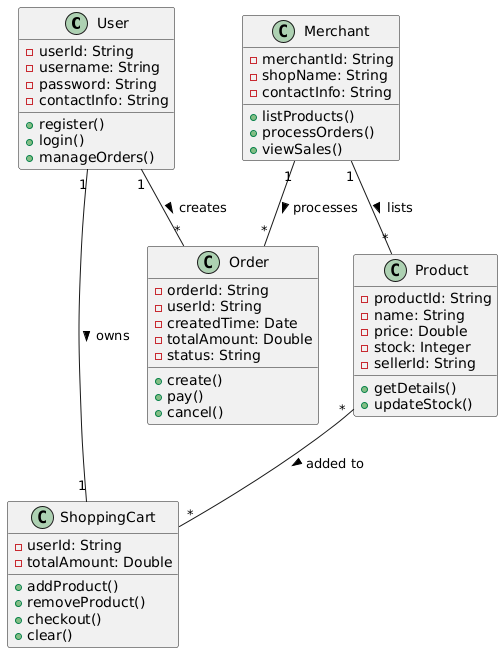 C User
userId: String
username: String
password: String
contactInfo: String
register()
login()
manageOrders()
C Merchant
merchantId: String
shopName: String
contactInfo: String
listProducts()
processOrders()
viewSales()
1
1
1
1
creates
processes
lists
*
*
*
C Order
orderId: String
userId: String
createdTime: Date
totalAmount: Double
status: String
create()
pay()
cancel()
C Product
productId: String
name: String
price: Double
stock: Integer
sellerId: String
getDetails()
updateStock()
owns
*
added to
1
*
C ShoppingCart
userId: String
totalAmount: Double
addProduct()
removeProduct()
checkout()
clear()